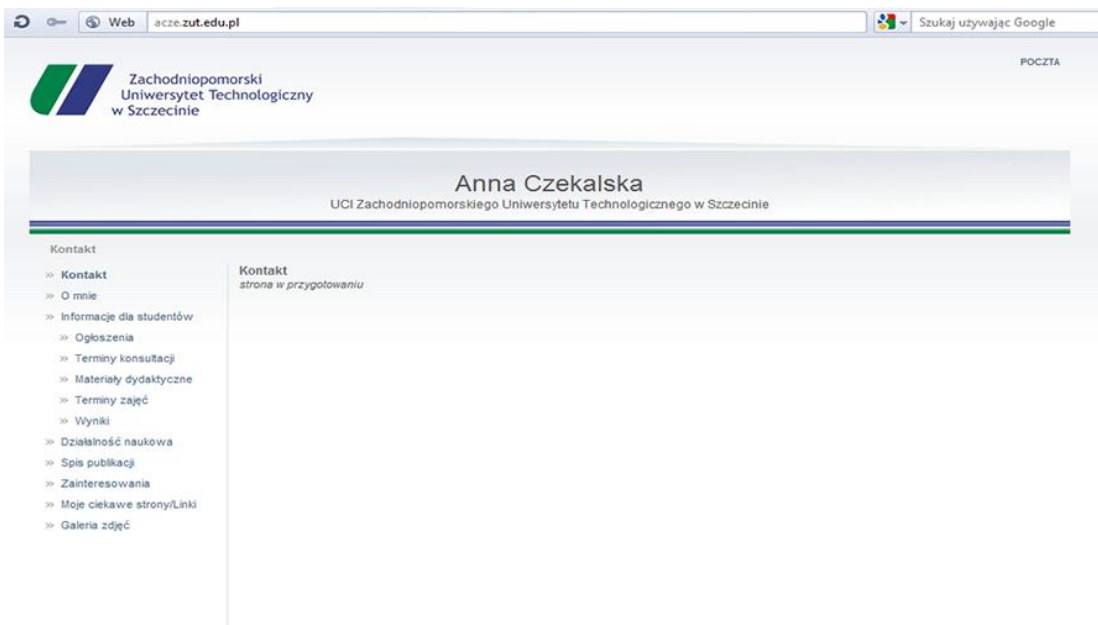 Web acze.zut.edu.pl Szukaj używając Google
POCZTA
Zachodniopomorski
Uniwersytet Technologiczny
w Szczecinie
Anna Czekalska
UCI Zachodniopomorskiego Uniwersytetu Technologicznego w Szczecinie
Kontakt
» Kontakt
» O mnie
» Informacje dla studentów
» Ogłoszenia
» Terminy konsultacji
» Materiały dydaktyczne
» Terminy zajęć
» Wyniki
» Działalność naukowa
» Spis publikacji
» Zainteresowania
» Moje ciekawe strony/Linki
» Galeria zdjęć
Kontakt
strona w przygotowaniu